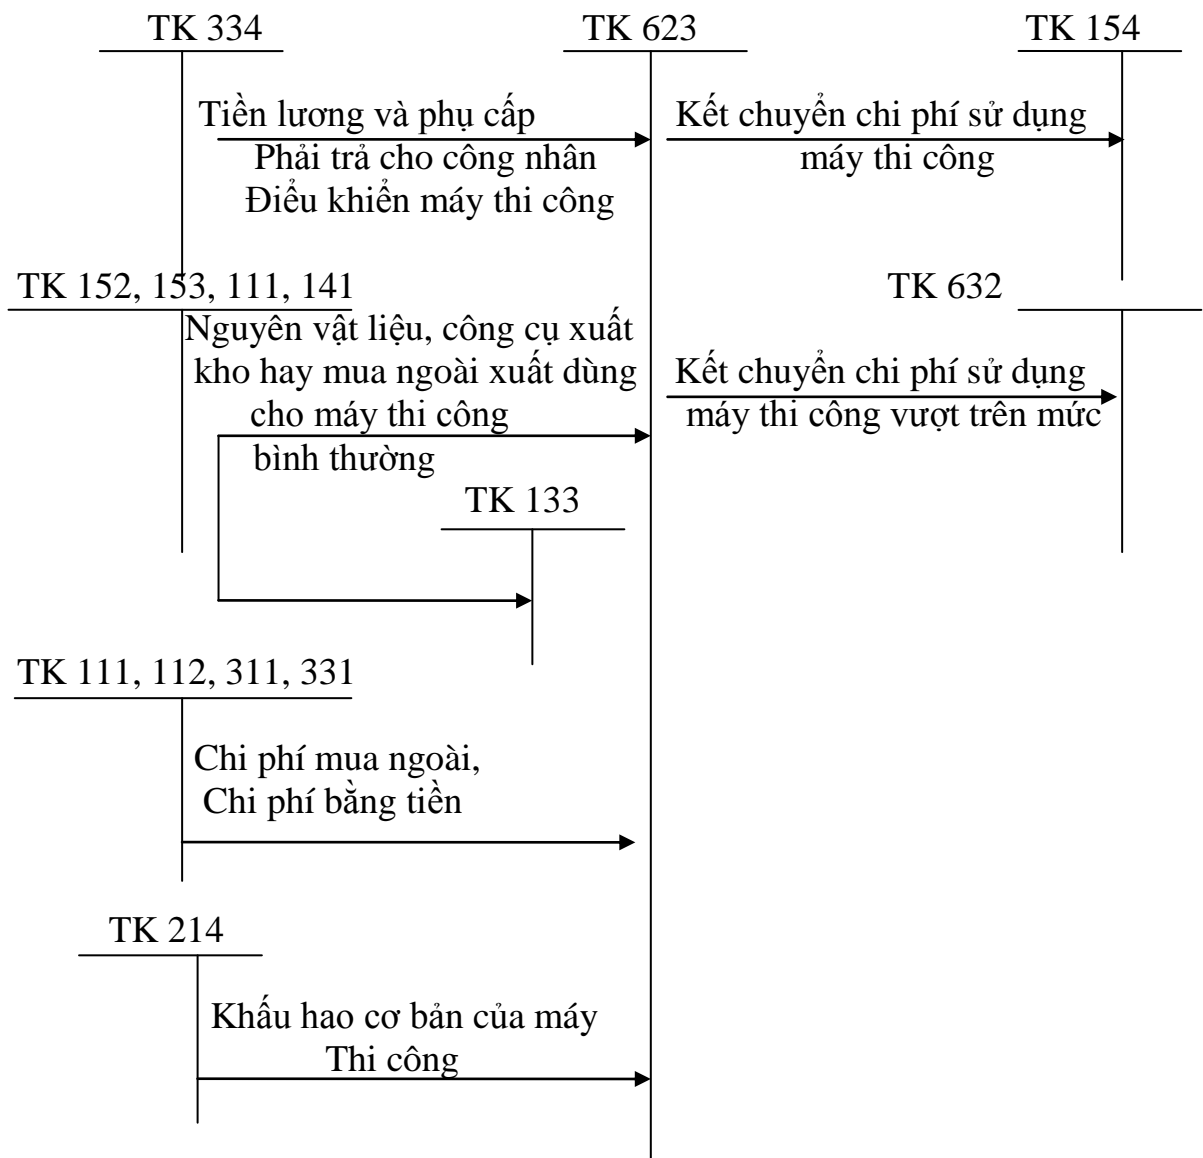 TK 334
TK 623
TK 154
Tiền lương và phụ cấp
Phải trả cho công nhân
Điểu khiển máy thi công
Kết chuyển chi phí sử dụng
máy thi công
TK 152, 153, 111, 141
TK 632
Nguyên vật liệu, công cụ xuất
kho hay mua ngoài xuất dùng
cho máy thi công
bình thường
Kết chuyển chi phí sử dụng
máy thi công vượt trên mức
TK 133
TK 111, 112, 311, 331
Chi phí mua ngoài,
Chi phí bằng tiền
TK 214
Khấu hao cơ bản của máy
Thi công